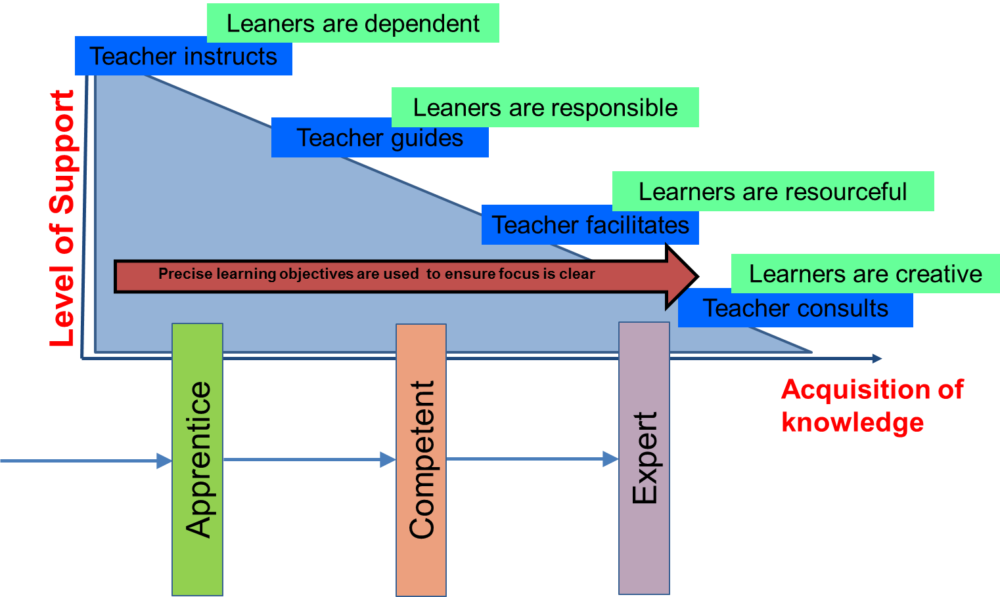 Leaners are dependent
Teacher instructs
Leaners are responsible
Teacher guides
Learners are resourceful
Teacher facilitates
Learners are creative
Teacher consults
Level of Support
Precise learning objectives are used  to ensure focus is clear
Acquisition of
knowledge
Apprentice
Competent
Expert